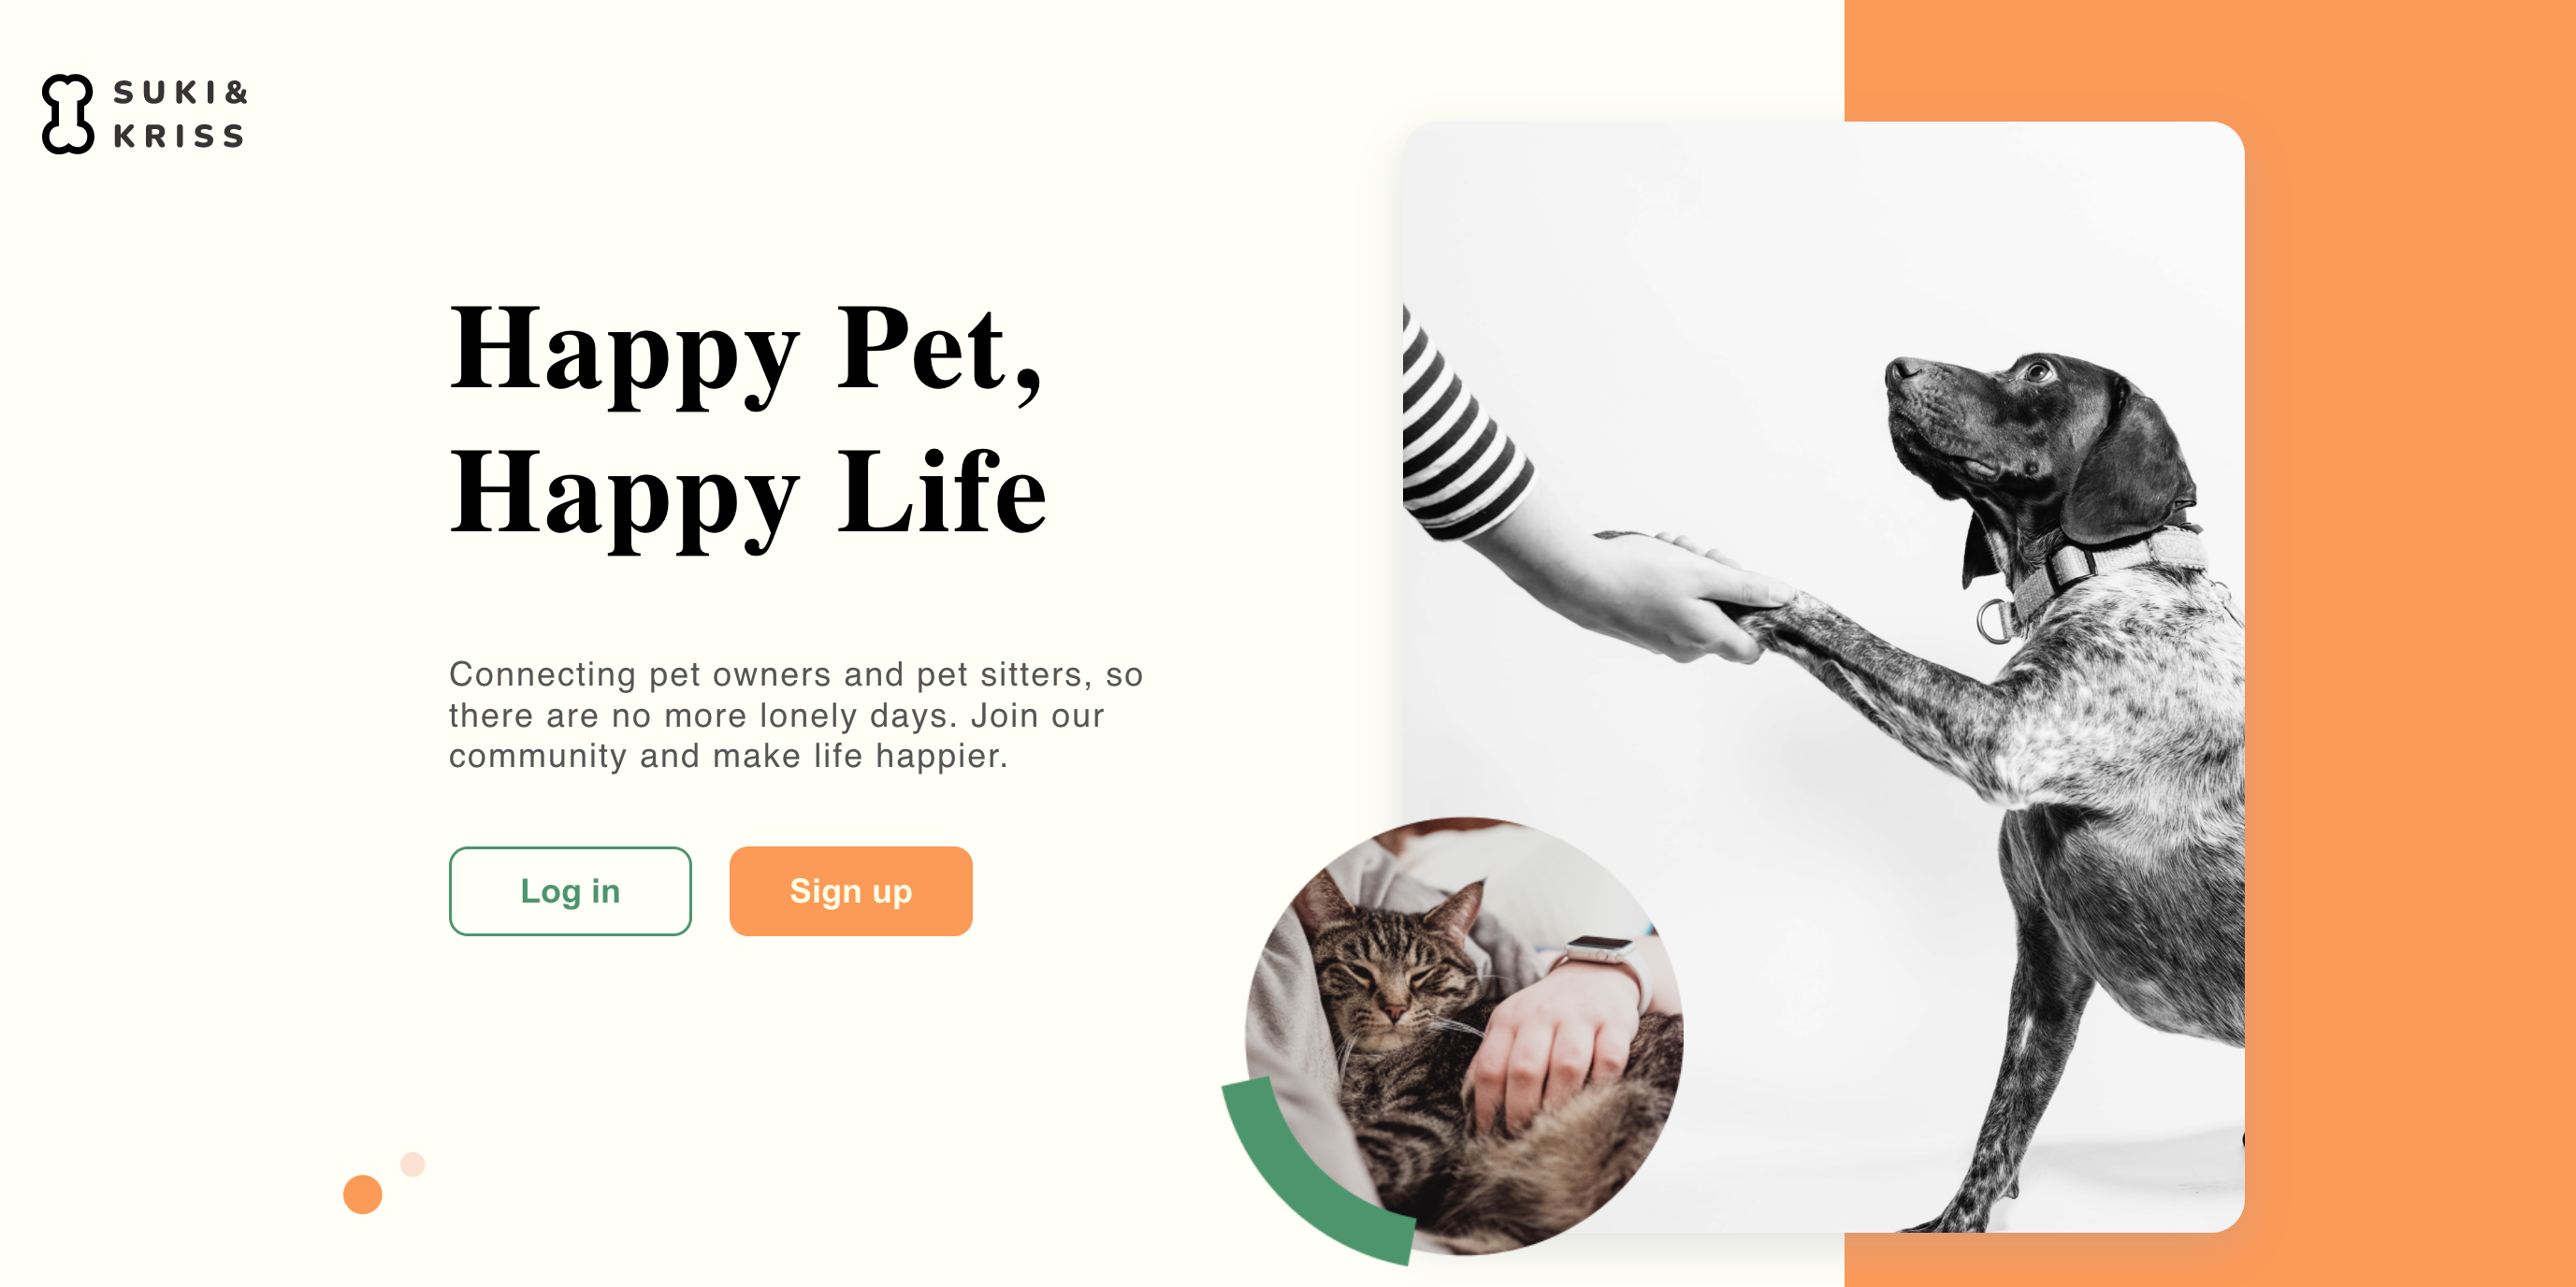 SUKI&
KRISS
Happy Pet,
Happy Life
Connecting pet owners and pet sitters, so
there are no more lonely days. Join our
community and make life happier.
Log in
Sign up